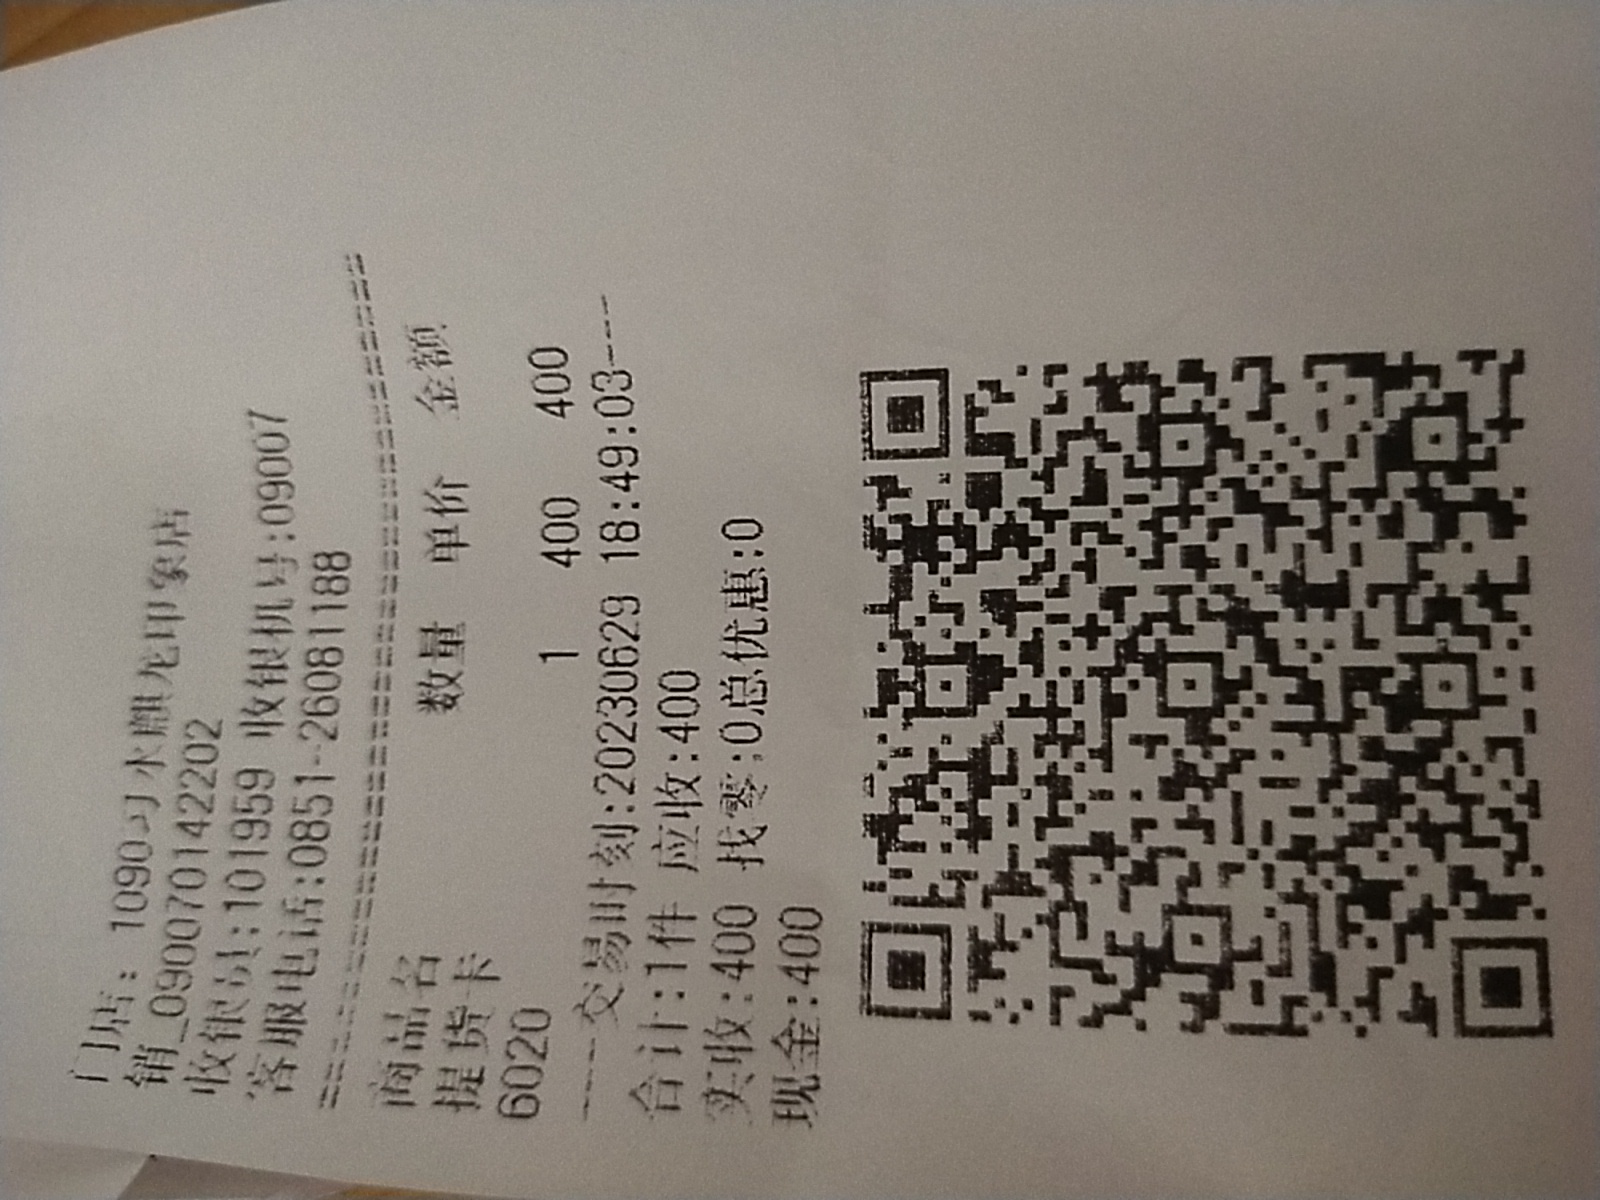 门店: 1090习水麒龙印象店
销_0900701422202
收银员:101959 收银机号:09007
客服电话:0851-26081188
商品名 数量 单价 金额
提货卡
6020 1 400 400
----交易时刻:20230629 18:49:03----
合计:1件 应收:400
实收:400 找零:0总优惠:0
现金:400